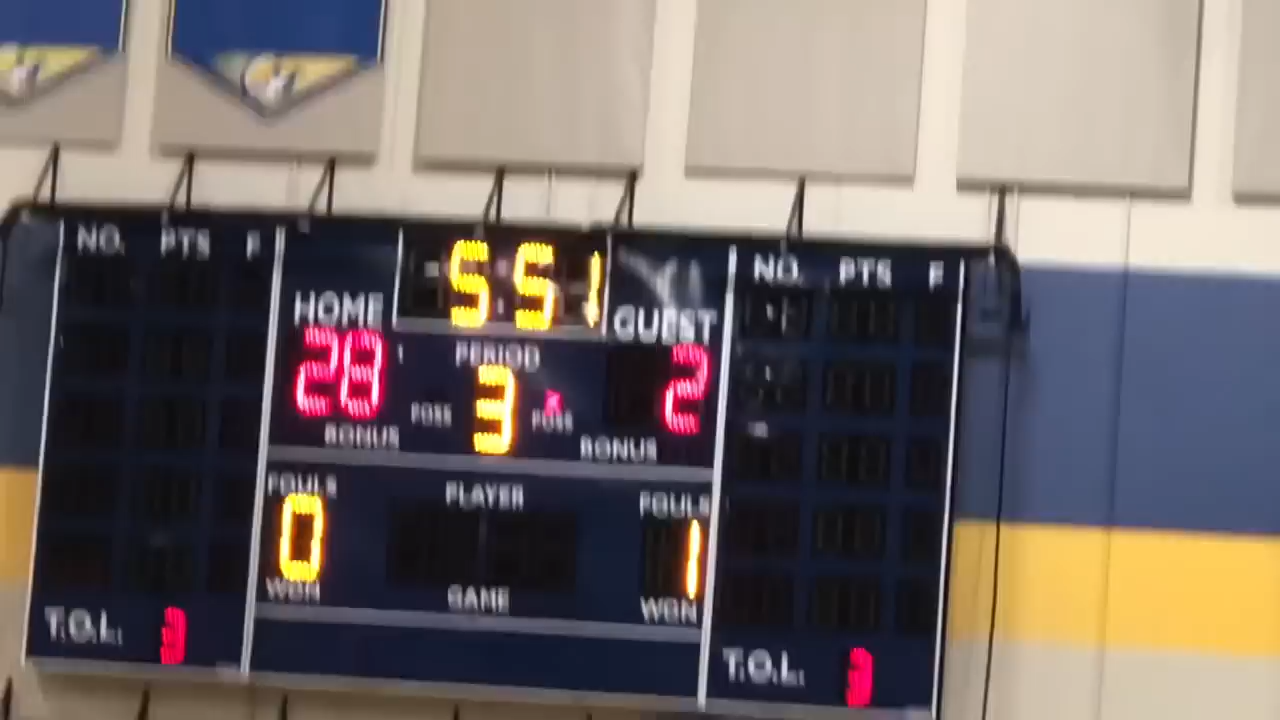 NO. PTS F
5:51
NO. PTS F
HOME
GUEST
28
PERIOD
2
POSS
3
POSS
BONUS
BONUS
FOULS
PLAYER
FOULS
0
1
WON
GAME
WON
T.O.L. 3
T.O.L. 3